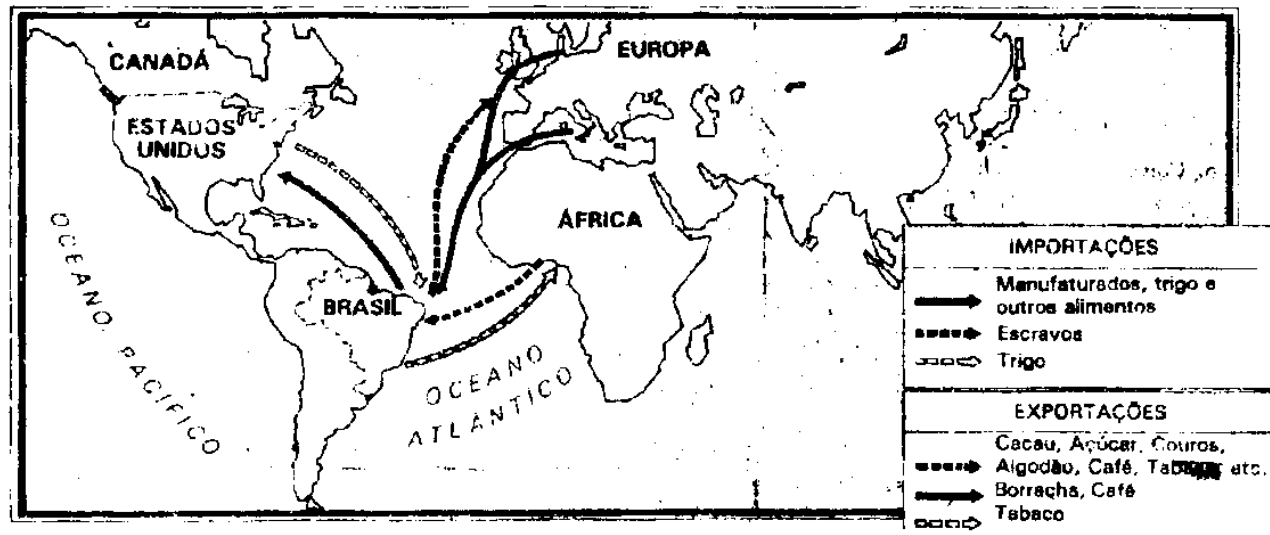 CANADÁ
EUROPA
ESTADOS
UNIDOS
ÁFRICA
BRASIL
OCEANO PACÍFICO
OCEANO
ATLÂNTICO
IMPORTAÇÕES
Manufaturados, trigo e
outros alimentos
Escravos
Trigo
EXPORTAÇÕES
Cacau, Açúcar, Couros,
Algodão, Café, etc.
Borracha, Café
Tabaco